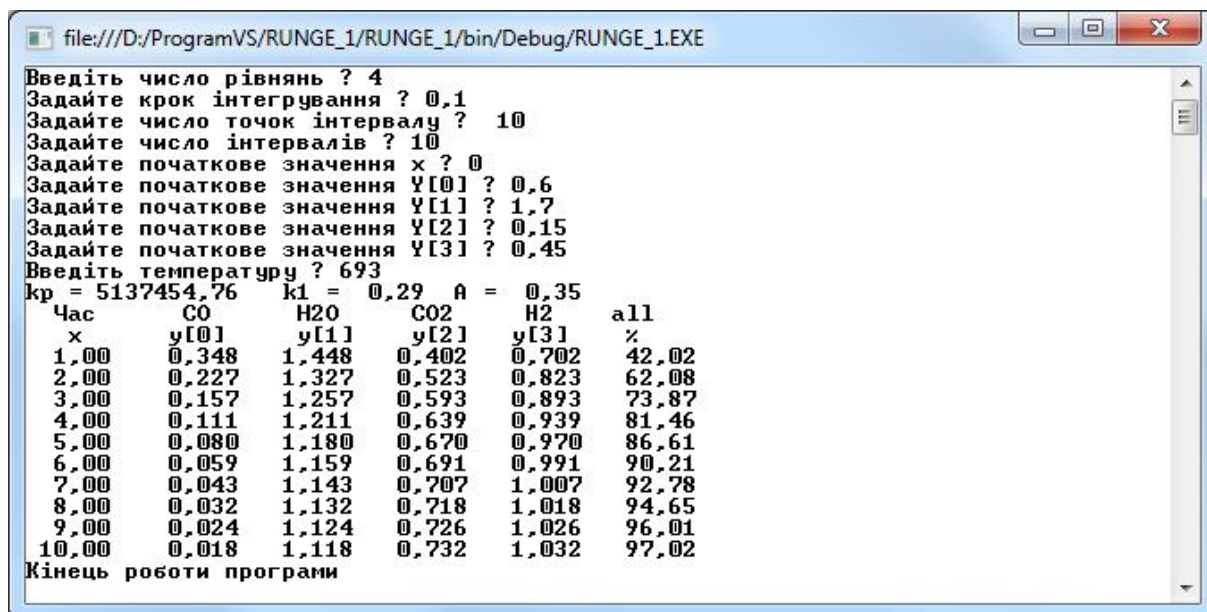 file:///D:/ProgramVS/RUNGE_1/RUNGE_1/bin/Debug/RUNGE_1.EXE
Введіть число рівнянь ? 4
Задайте крок інтегрування ? 0,1
Задайте число точок інтервалу ? 10
Задайте число інтервалів ? 10
Задайте початкове значення x ? 0
Задайте початкове значення Y[0] ? 0,6
Задайте початкове значення Y[1] ? 1,7
Задайте початкове значення Y[2] ? 0,15
Задайте початкове значення Y[3] ? 0,45
Введіть температуру ? 693
kp = 5137454,76 k1 = 0,29 A = 0,35
Час CO H2O CO2 H2 all
x y[0] y[1] y[2] y[3] %
1,00 0,348 1,448 0,402 0,702 42,02
2,00 0,227 1,327 0,523 0,823 62,08
3,00 0,157 1,257 0,593 0,893 73,87
4,00 0,111 1,211 0,639 0,939 81,46
5,00 0,080 1,180 0,670 0,970 86,61
6,00 0,059 1,159 0,691 0,991 90,21
7,00 0,043 1,143 0,707 1,007 92,78
8,00 0,032 1,132 0,718 1,018 94,65
9,00 0,024 1,124 0,726 1,026 96,01
10,00 0,018 1,118 0,732 1,032 97,02
Кінець роботи програми